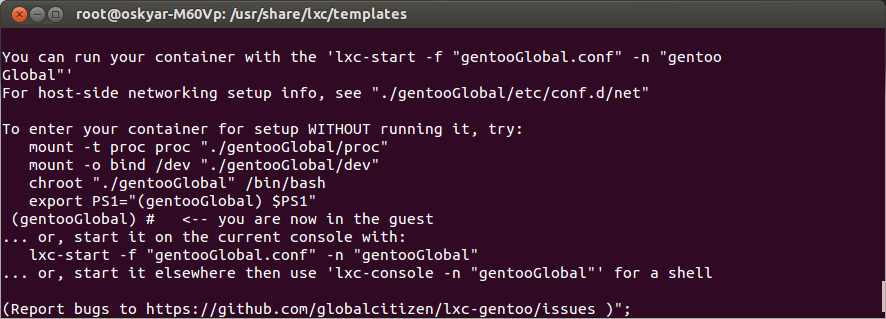 root@oskyar-M60Vp: /usr/share/lxc/templates
You can run your container with the 'lxc-start -f "gentooGlobal.conf" -n "gentoo
Global"'
For host-side networking setup info, see "./gentooGlobal/etc/conf.d/net"
To enter your container for setup WITHOUT running it, try:
   mount -t proc proc "./gentooGlobal/proc"
   mount -o bind /dev "./gentooGlobal/dev"
   chroot "./gentooGlobal" /bin/bash
   export PS1="(gentooGlobal) $PS1"
 (gentooGlobal) #   <-- you are now in the guest
... or, start it on the current console with:
   lxc-start -f "gentooGlobal.conf" -n "gentooGlobal"
... or, start it elsewhere then use 'lxc-console -n "gentooGlobal"' for a shell
(Report bugs to https://github.com/globalcitizen/lxc-gentoo/issues )";